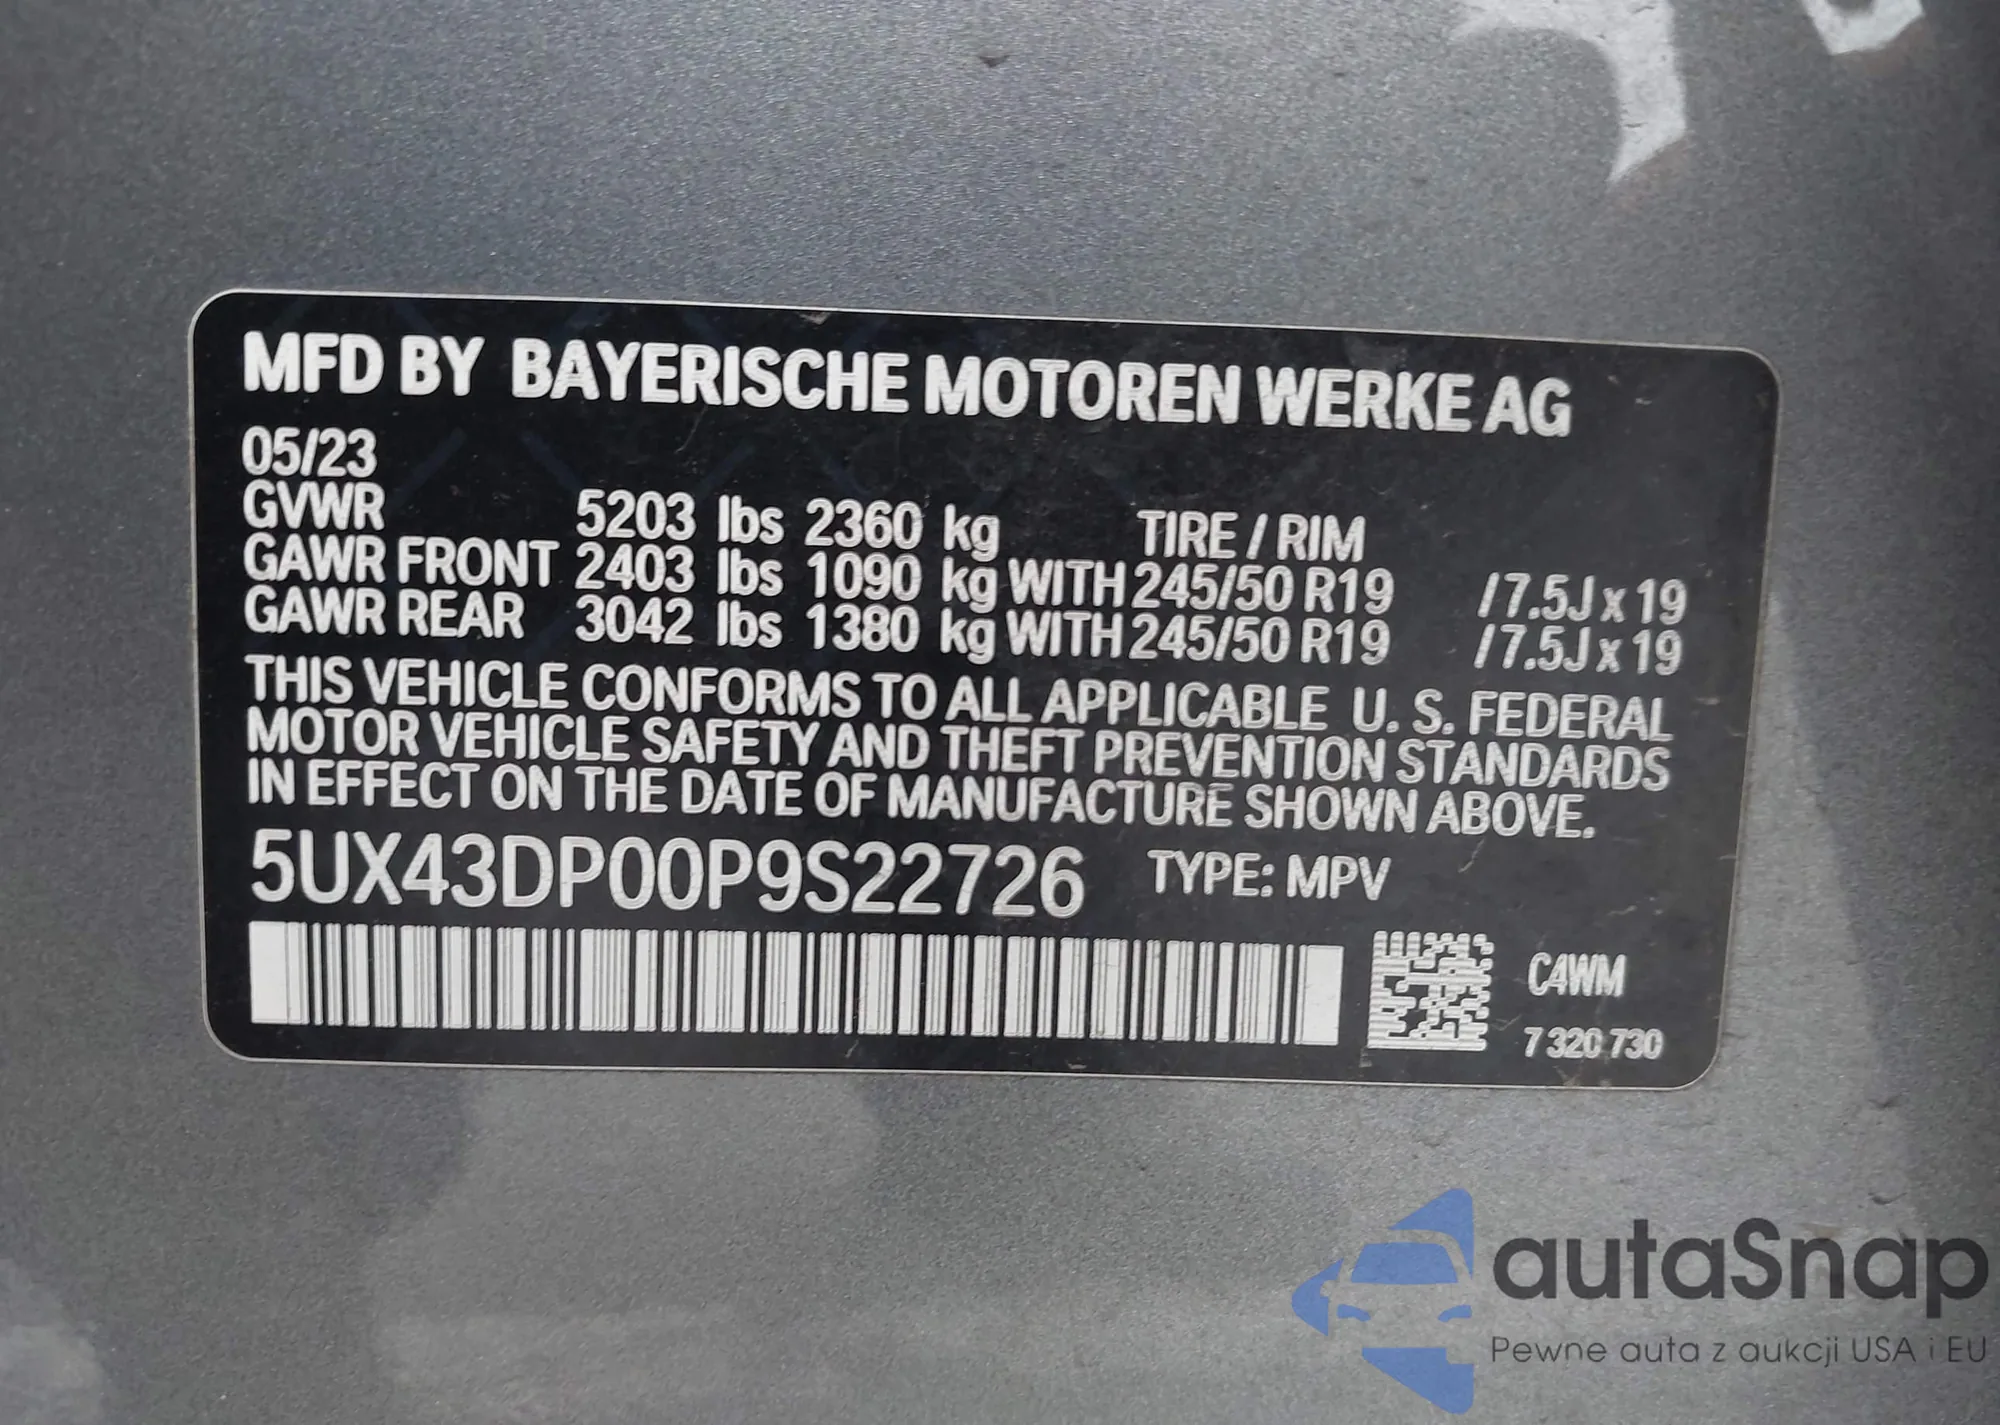 MFD BY BAYERISCHE MOTOREN WERKE AG
05/23
GVWR 5203 lbs 2360 kg TIRE / RIM
GAWR FRONT 2403 lbs 1090 kg WITH 245/50 R19 /7.5J x 19
GAWR REAR 3042 lbs 1380 kg WITH 245/50 R19 /7.5J x 19
THIS VEHICLE CONFORMS TO ALL APPLICABLE U. S. FEDERAL
MOTOR VEHICLE SAFETY AND THEFT PREVENTION STANDARDS
IN EFFECT ON THE DATE OF MANUFACTURE SHOWN ABOVE.
5UX43DP00P9S22726 TYPE: MPV
C4WM
7 320 730
autaSnap
Pewne auta z aukcji USA i EU